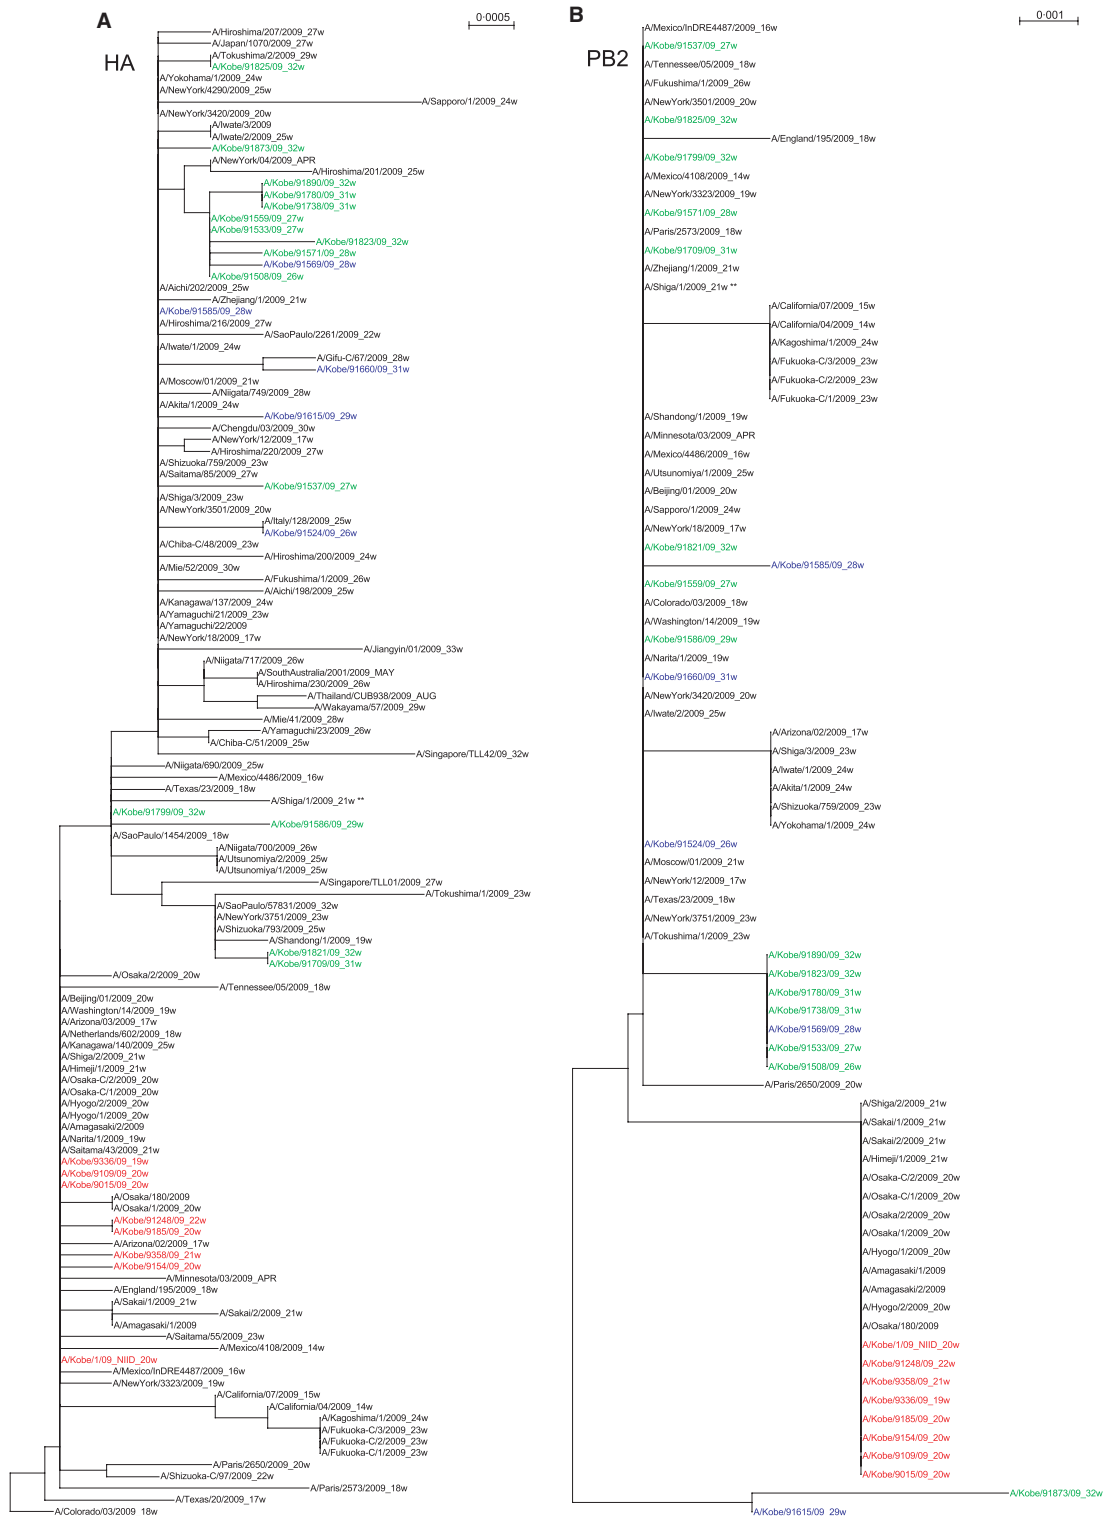 A
HA
0·0005
A/Hiroshima/207/2009_27w
A/Japan/1070/2009_27w
A/Tokushima/2/2009_29w
A/Kobe/91825/09_32w
A/Yokohama/1/2009_24w
A/NewYork/4290/2009_25w
A/Sapporo/1/2009_24w
A/NewYork/3420/2009_20w
A/Iwate/3/2009
A/Iwate/2/2009_25w
A/Kobe/91873/09_32w
A/NewYork/04/2009_APR
A/Hiroshima/201/2009_25w
A/Kobe/91890/09_32w
A/Kobe/91780/09_31w
A/Kobe/91738/09_31w
A/Kobe/91559/09_27w
A/Kobe/91533/09_27w
A/Kobe/91823/09_32w
A/Kobe/91571/09_28w
A/Kobe/91569/09_28w
A/Kobe/91508/09_26w
A/Aichi/202/2009_25w
A/Zhejiang/1/2009_21w
A/Kobe/91585/09_28w
A/Hiroshima/216/2009_27w
A/SaoPaulo/2261/2009_22w
A/Iwate/1/2009_24w
A/Gifu-C/67/2009_28w
A/Kobe/91660/09_31w
A/Moscow/01/2009_21w
A/Niigata/749/2009_28w
A/Akita/1/2009_24w
A/Kobe/91615/09_29w
A/Chengdu/03/2009_30w
A/NewYork/12/2009_17w
A/Hiroshima/220/2009_27w
A/Shizuoka/759/2009_23w
A/Saitama/85/2009_27w
A/Kobe/91537/09_27w
A/Shiga/3/2009_23w
A/NewYork/3501/2009_20w
A/Italy/128/2009_25w
A/Kobe/91524/09_26w
A/Chiba-C/48/2009_23w
A/Hiroshima/200/2009_24w
A/Mie/52/2009_30w
A/Fukushima/1/2009_26w
A/Aichi/198/2009_25w
A/Kanagawa/137/2009_24w
A/Yamaguchi/21/2009_23w
A/Yamaguchi/22/2009
A/NewYork/18/2009_17w
A/Jiangyin/01/2009_33w
A/Niigata/717/2009_26w
A/SouthAustralia/2001/2009_MAY
A/Hiroshima/230/2009_26w
A/Thailand/CUB938/2009_AUG
A/Wakayama/57/2009_29w
A/Mie/41/2009_28w
A/Yamaguchi/23/2009_26w
A/Chiba-C/51/2009_25w
A/Singapore/TLL42/09_32w
A/Niigata/690/2009_25w
A/Mexico/4486/2009_16w
A/Texas/23/2009_18w
A/Shiga/1/2009_21w **
A/Kobe/91799/09_32w
A/Kobe/91586/09_29w
A/SaoPaulo/1454/2009_18w
A/Niigata/700/2009_26w
A/Utsunomiya/2/2009_25w
A/Utsunomiya/1/2009_25w
A/Singapore/TLL01/2009_27w
A/Tokushima/1/2009_23w
A/SaoPaulo/57831/2009_32w
A/NewYork/3751/2009_23w
A/Shizuoka/793/2009_25w
A/Shandong/1/2009_19w
A/Kobe/91821/09_32w
A/Kobe/91709/09_31w
A/Osaka/2/2009_20w
A/Tennessee/05/2009_18w
A/Beijing/01/2009_20w
A/Washington/14/2009_19w
A/Arizona/03/2009_17w
A/Netherlands/602/2009_18w
A/Kanagawa/140/2009_25w
A/Shiga/2/2009_21w
A/Himeji/1/2009_21w
A/Osaka-C/2/2009_20w
A/Osaka-C/1/2009_20w
A/Hyogo/2/2009_20w
A/Hyogo/1/2009_20w
A/Amagasaki/2/2009
A/Narita/1/2009_19w
A/Saitama/43/2009_21w
A/Kobe/9336/09_19w
A/Kobe/9109/09_20w
A/Kobe/9015/09_20w
A/Osaka/180/2009
A/Osaka/1/2009_20w
A/Kobe/91248/09_22w
A/Kobe/9185/09_20w
A/Arizona/02/2009_17w
A/Kobe/9358/09_21w
A/Kobe/9154/09_20w
A/Minnesota/03/2009_APR
A/England/195/2009_18w
A/Sakai/1/2009_21w
A/Sakai/2/2009_21w
A/Amagasaki/1/2009
A/Saitama/55/2009_23w
A/Mexico/4108/2009_14w
A/Kobe/1/09_NIID_20w
A/Mexico/InDRE4487/2009_16w
A/NewYork/3323/2009_19w
A/California/07/2009_15w
A/California/04/2009_14w
A/Kagoshima/1/2009_24w
A/Fukuoka-C/3/2009_23w
A/Fukuoka-C/2/2009_23w
A/Fukuoka-C/1/2009_23w
A/Paris/2650/2009_20w
A/Shizuoka-C/97/2009_22w
A/Paris/2573/2009_18w
A/Texas/20/2009_17w
A/Colorado/03/2009_18w
B
PB2
0·001
A/Mexico/InDRE4487/2009_16w
A/Kobe/91537/09_27w
A/Tennessee/05/2009_18w
A/Fukushima/1/2009_26w
A/NewYork/3501/2009_20w
A/Kobe/91825/09_32w
A/England/195/2009_18w
A/Kobe/91799/09_32w
A/Mexico/4108/2009_14w
A/NewYork/3323/2009_19w
A/Kobe/91571/09_28w
A/Paris/2573/2009_18w
A/Kobe/91709/09_31w
A/Zhejiang/1/2009_21w
A/Shiga/1/2009_21w **
A/California/07/2009_15w
A/California/04/2009_14w
A/Kagoshima/1/2009_24w
A/Fukuoka-C/3/2009_23w
A/Fukuoka-C/2/2009_23w
A/Fukuoka-C/1/2009_23w
A/Shandong/1/2009_19w
A/Minnesota/03/2009_APR
A/Mexico/4486/2009_16w
A/Utsunomiya/1/2009_25w
A/Beijing/01/2009_20w
A/Sapporo/1/2009_24w
A/NewYork/18/2009_17w
A/Kobe/91821/09_32w
A/Kobe/91585/09_28w
A/Kobe/91559/09_27w
A/Colorado/03/2009_18w
A/Washington/14/2009_19w
A/Kobe/91586/09_29w
A/Narita/1/2009_19w
A/Kobe/91660/09_31w
A/NewYork/3420/2009_20w
A/Iwate/2/2009_25w
A/Arizona/02/2009_17w
A/Shiga/3/2009_23w
A/Iwate/1/2009_24w
A/Akita/1/2009_24w
A/Shizuoka/759/2009_23w
A/Yokohama/1/2009_24w
A/Kobe/91524/09_26w
A/Moscow/01/2009_21w
A/NewYork/12/2009_17w
A/Texas/23/2009_18w
A/NewYork/3751/2009_23w
A/Tokushima/1/2009_23w
A/Kobe/91890/09_32w
A/Kobe/91823/09_32w
A/Kobe/91780/09_31w
A/Kobe/91738/09_31w
A/Kobe/91569/09_28w
A/Kobe/91533/09_27w
A/Kobe/91508/09_26w
A/Paris/2650/2009_20w
A/Shiga/2/2009_21w
A/Sakai/1/2009_21w
A/Sakai/2/2009_21w
A/Himeji/1/2009_21w
A/Osaka-C/2/2009_20w
A/Osaka-C/1/2009_20w
A/Osaka/2/2009_20w
A/Osaka/1/2009_20w
A/Hyogo/1/2009_20w
A/Amagasaki/1/2009
A/Amagasaki/2/2009
A/Hyogo/2/2009_20w
A/Osaka/180/2009
A/Kobe/1/09_NIID_20w
A/Kobe/91248/09_22w
A/Kobe/9358/09_21w
A/Kobe/9336/09_19w
A/Kobe/9185/09_20w
A/Kobe/9154/09_20w
A/Kobe/9109/09_20w
A/Kobe/9015/09_20w
A/Kobe/91873/09_32w
A/Kobe/91615/09_29w